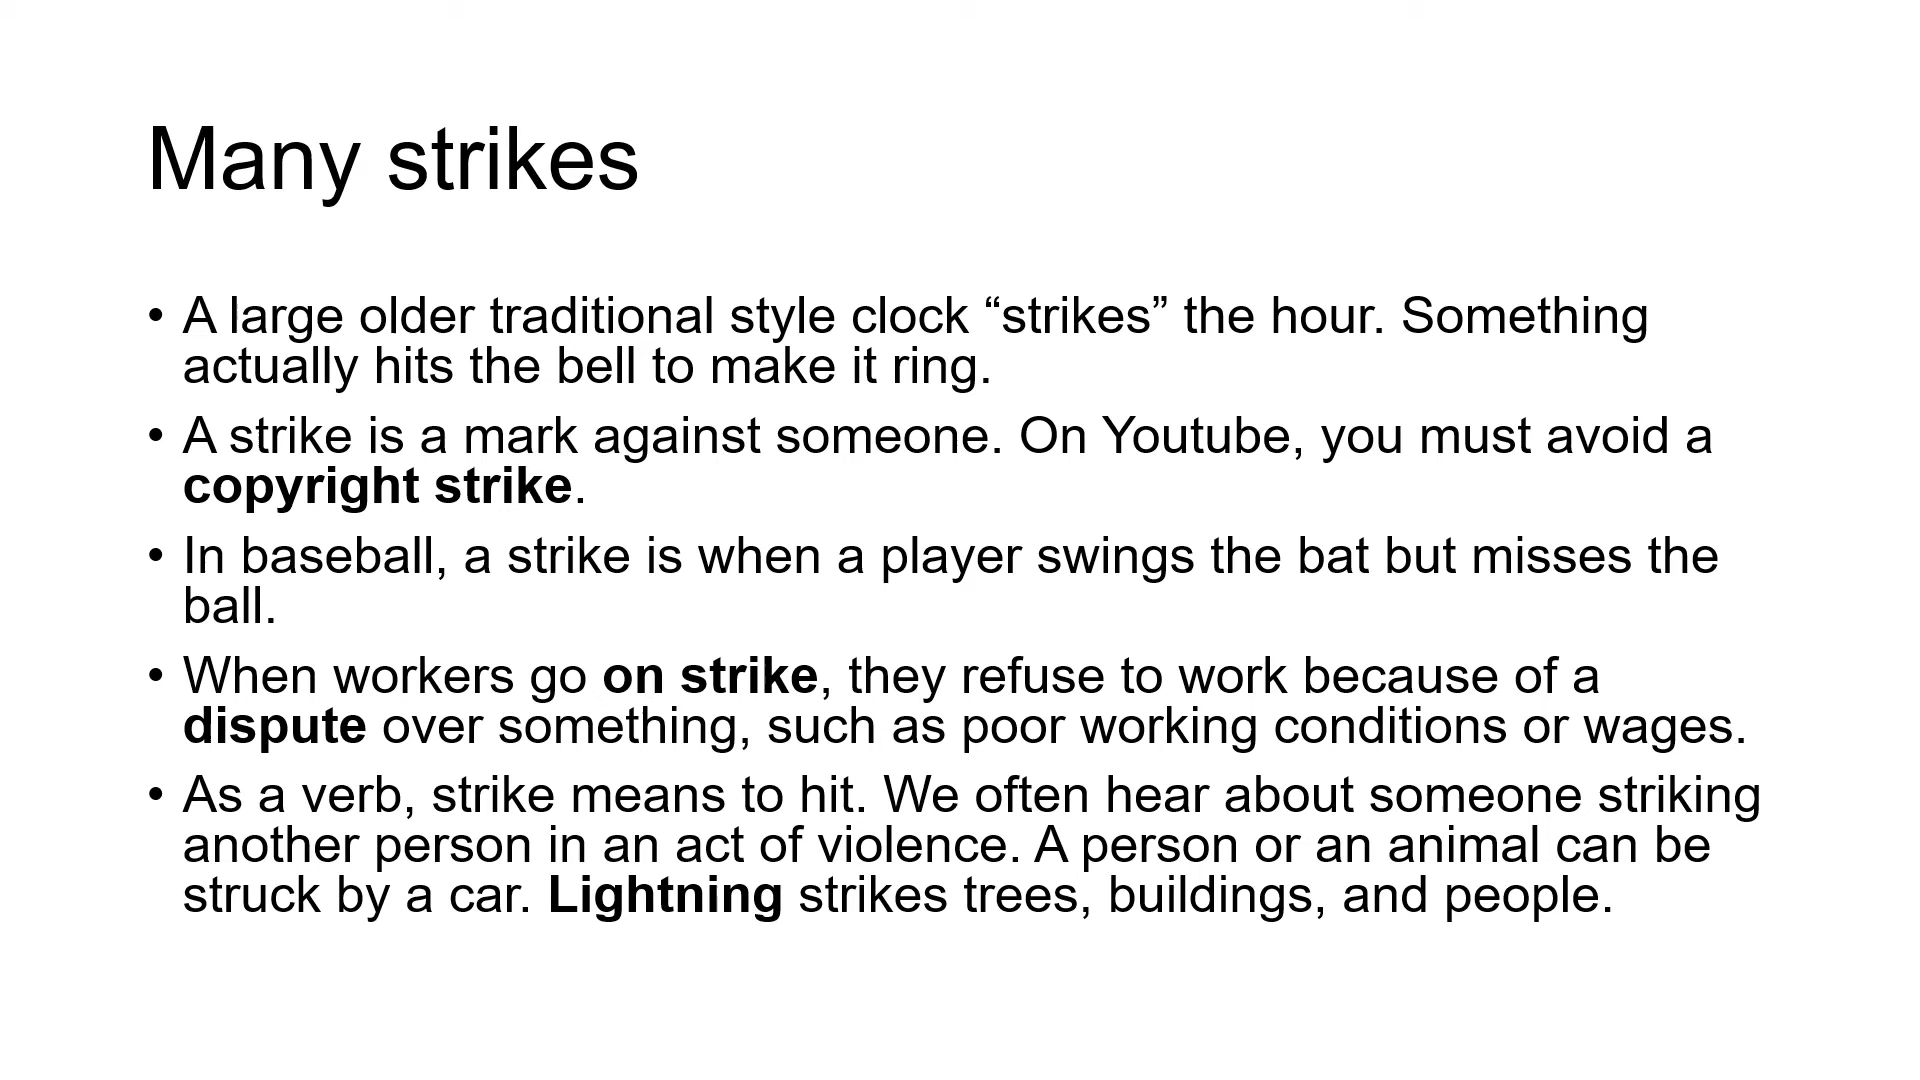 Many strikes
• A large older traditional style clock “strikes” the hour. Something
actually hits the bell to make it ring.
• A strike is a mark against someone. On Youtube, you must avoid a
copyright strike.
• In baseball, a strike is when a player swings the bat but misses the
ball.
• When workers go on strike, they refuse to work because of a
dispute over something, such as poor working conditions or wages.
• As a verb, strike means to hit. We often hear about someone striking
another person in an act of violence. A person or an animal can be
struck by a car. Lightning strikes trees, buildings, and people.